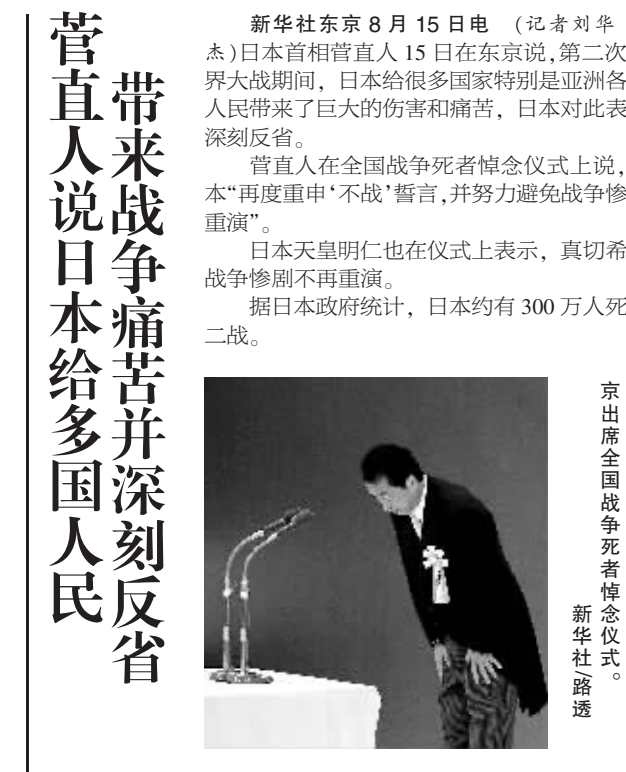 菅直人说日本给多国人民
带来战争痛苦并深刻反省
新华社东京 8 月 15 日电 (记者刘华
杰)日本首相菅直人 15 日在东京说,第二次
界大战期间,日本给很多国家特别是亚洲各
人民带来了巨大的伤害和痛苦,日本对此表
深刻反省。
菅直人在全国战争死者悼念仪式上说,
本“再度重申‘不战’誓言,并努力避免战争惨
重演”。
日本天皇明仁也在仪式上表示,真切希
战争惨剧不再重演。
据日本政府统计,日本约有 300 万人死
二战。
京出席全国战争死者悼念仪式。
新华社/路透